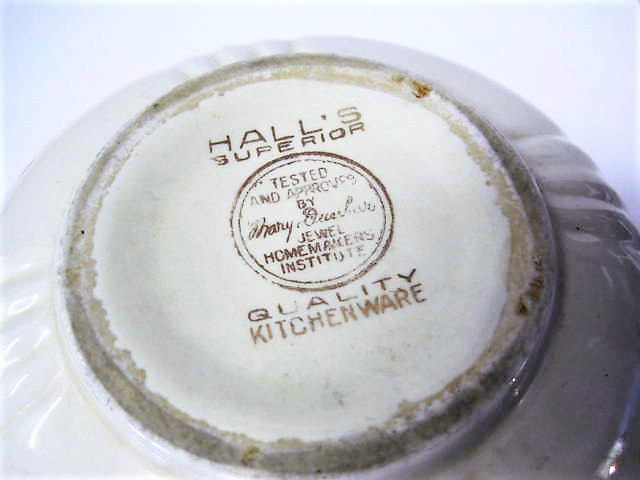 HALL'S
SUPERIOR
TESTED
AND APPROVED
BY
Mary Dunbar
JEWEL
HOMEMAKERS
INSTITUTE
QUALITY
KITCHENWARE